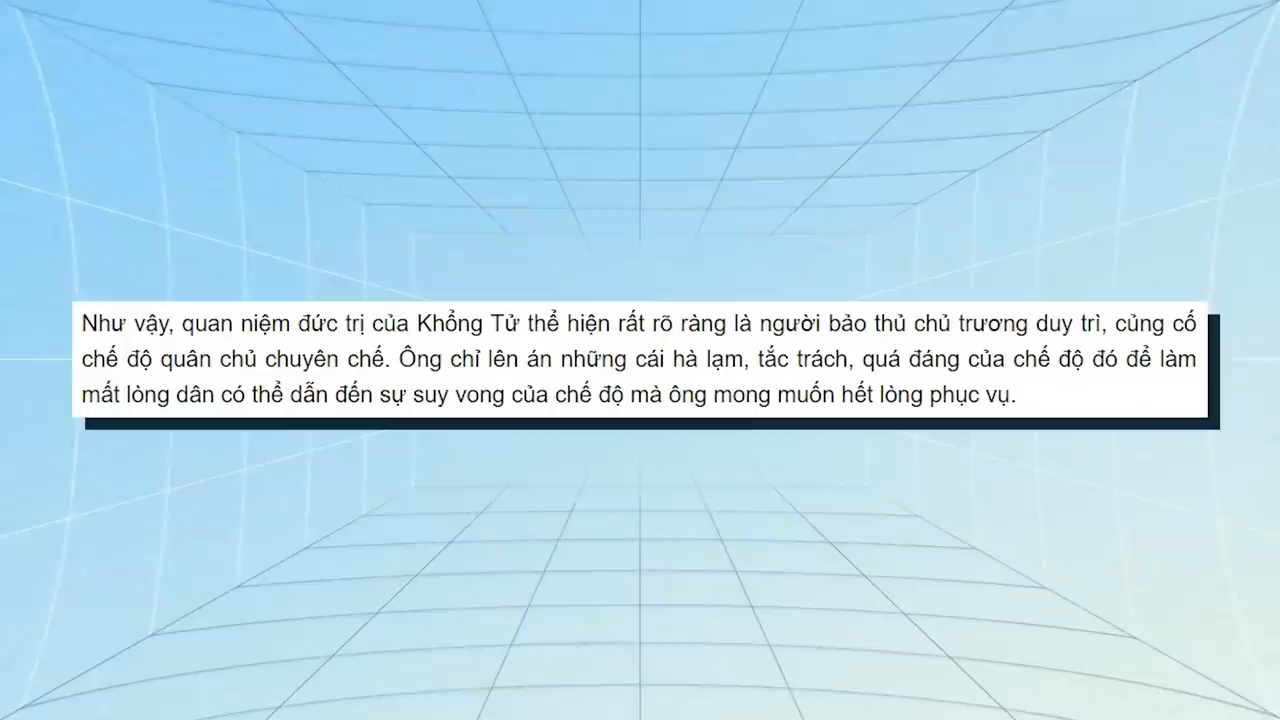 Như vậy, quan niệm đức trị của Khổng Tử thể hiện rất rõ ràng là người bảo thủ chủ trương duy trì, củng cố
chế độ quân chủ chuyên chế. Ông chỉ lên án những cái hà lạm, tắc trách, quá đáng của chế độ đó để làm
mất lòng dân có thể dẫn đến sự suy vong của chế độ mà ông mong muốn hết lòng phục vụ.